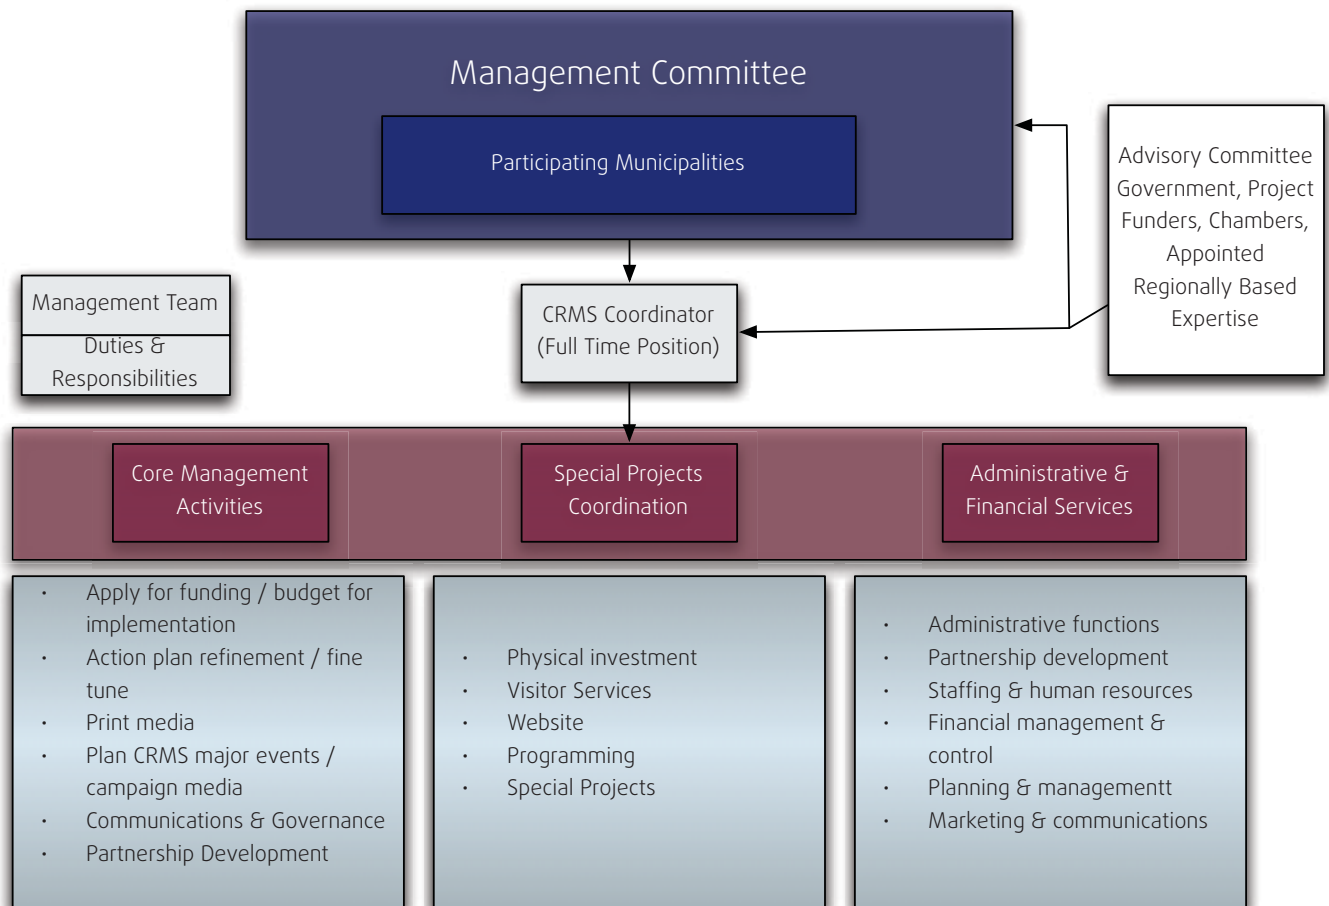 Management Committee
Participating Municipalities
Advisory Committee
Government, Project
Funders, Chambers,
Appointed
Regionally Based
Expertise
Management Team
Duties &
Responsibilities
CRMS Coordinator
(Full Time Position)
Core Management
Activities
Special Projects
Coordination
Administrative &
Financial Services
• Apply for funding / budget for
implementation
• Action plan refinement / fine
tune
• Print media
• Plan CRMS major events /
campaign media
• Communications & Governance
• Partnership Development
• Physical investment
• Visitor Services
• Website
• Programming
• Special Projects
• Administrative functions
• Partnership development
• Staffing & human resources
• Financial management &
control
• Planning & managementt
• Marketing & communications